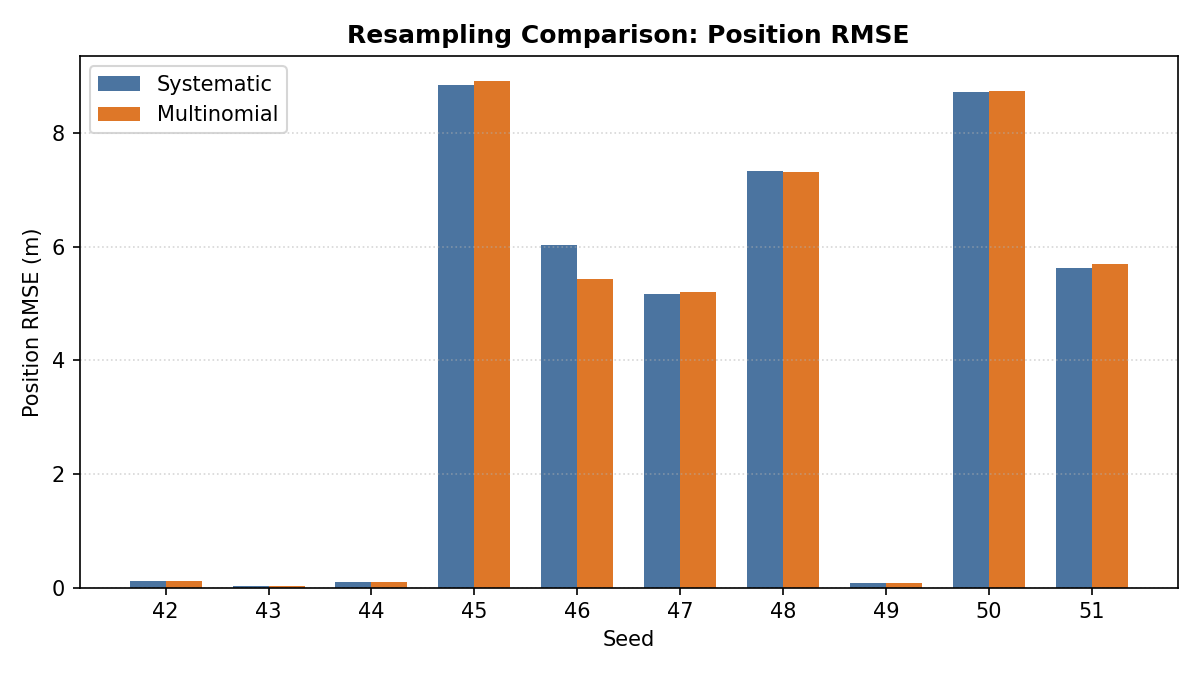 Resampling Comparison: Position RMSE
Systematic
Multinomial
Position RMSE (m)
8
6
4
2
0
42 43 44 45 46 47 48 49 50 51
Seed